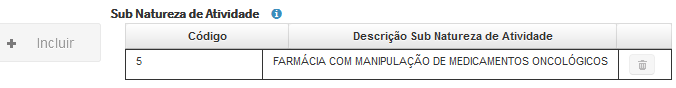 Sub Natureza de Atividade
Incluir
Código Descrição Sub Natureza de Atividade
5 FARMÁCIA COM MANIPULAÇÃO DE MEDICAMENTOS ONCOLÓGICOS